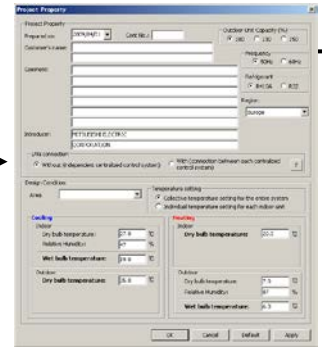 Project Property
Project Property
Prepared on: Cont No.:
Outdoor Unit Capacity (%)
100 130 150
Customer's name:
Frequency
50Hz 60Hz
Comment:
Refrigerant
R410A R22
Region:
Europe
Introducer: MITSUBISHI ELECTRIC
CORPORATION
LAN connection
Without (independent centralized control system)
With (connection between each centralized control system)
Design Condition
Area
Temperature setting
Collective temperature setting for the entire system
Individual temperature setting for each indoor unit
Cooling
Indoor
Dry bulb temperature: 27.0 °C
Relative Humidity: 47 %
Wet bulb temperature: °C
Outdoor
Dry bulb temperature: 35.0 °C
Heating
Indoor
Dry bulb temperature: 20.0 °C
Outdoor
Dry bulb temperature: 7.0 °C
Relative Humidity: 87 %
Wet bulb temperature: 6.0 °C
OK Cancel Default Apply